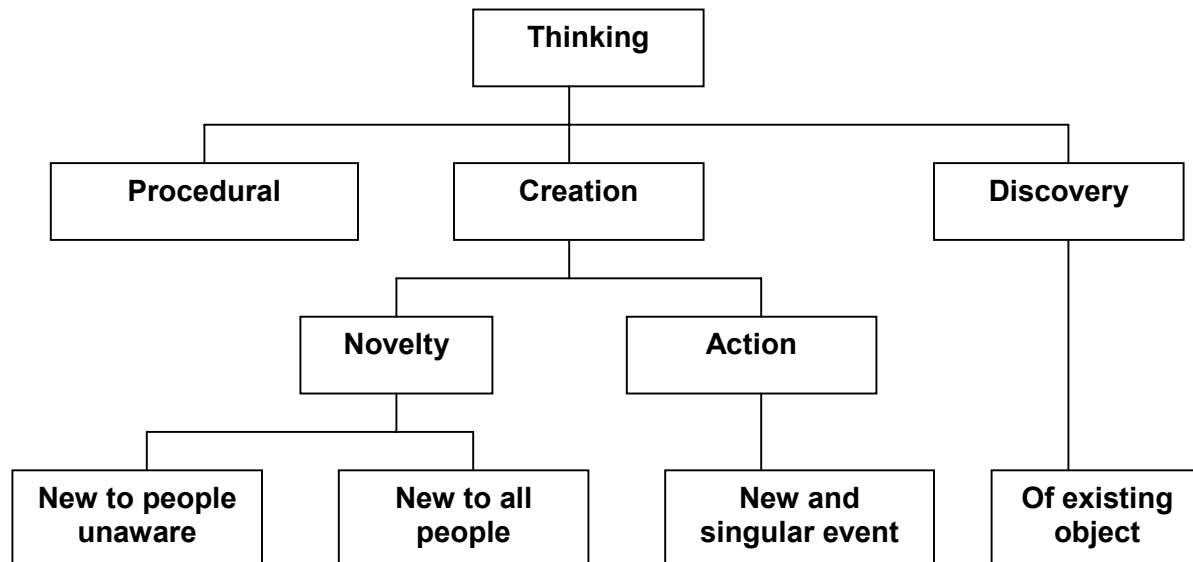 Thinking
Procedural
Creation
Discovery
Novelty
Action
New to people
unaware
New to all
people
New and
singular event
Of existing
object